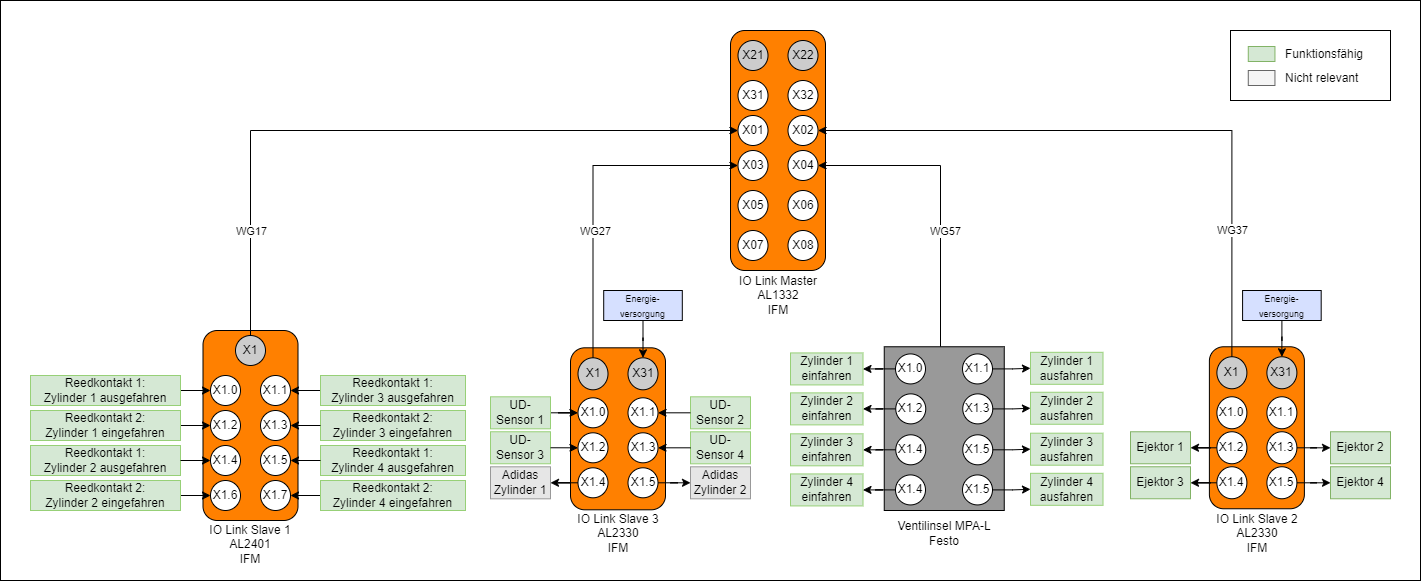 X21
X22
Funktionsfähig
Nicht relevant
X31
X32
X01
X02
X03
X04
X05
X06
X07
X08
WG17
WG27
WG57
WG37
IO Link Master
AL1332
IFM
Energie-
versorgung
Energie-
versorgung
X1
Reedkontakt 1:
Zylinder 1 ausgefahren
X1.0
X1.1
Reedkontakt 1:
Zylinder 3 ausgefahren
Reedkontakt 2:
Zylinder 1 eingefahren
X1.2
X1.3
Reedkontakt 2:
Zylinder 3 eingefahren
Reedkontakt 1:
Zylinder 2 ausgefahren
X1.4
X1.5
Reedkontakt 1:
Zylinder 4 ausgefahren
Reedkontakt 2:
Zylinder 2 eingefahren
X1.6
X1.7
Reedkontakt 2:
Zylinder 4 eingefahren
IO Link Slave 1
AL2401
IFM
X1
X31
UD-
Sensor 1
X1.0
X1.1
UD-
Sensor 2
UD-
Sensor 3
X1.2
X1.3
UD-
Sensor 4
Adidas
Zylinder 1
X1.4
X1.5
Adidas
Zylinder 2
IO Link Slave 3
AL2330
IFM
Zylinder 1
einfahren
X1.0
X1.1
Zylinder 1
ausfahren
Zylinder 2
einfahren
X1.2
X1.3
Zylinder 2
ausfahren
Zylinder 3
einfahren
X1.4
X1.5
Zylinder 3
ausfahren
Zylinder 4
einfahren
X1.4
X1.5
Zylinder 4
ausfahren
Ventilinsel MPA-L
Festo
X1
X31
X1.0
X1.1
Ejektor 1
X1.2
X1.3
Ejektor 2
Ejektor 3
X1.4
X1.5
Ejektor 4
IO Link Slave 2
AL2330
IFM